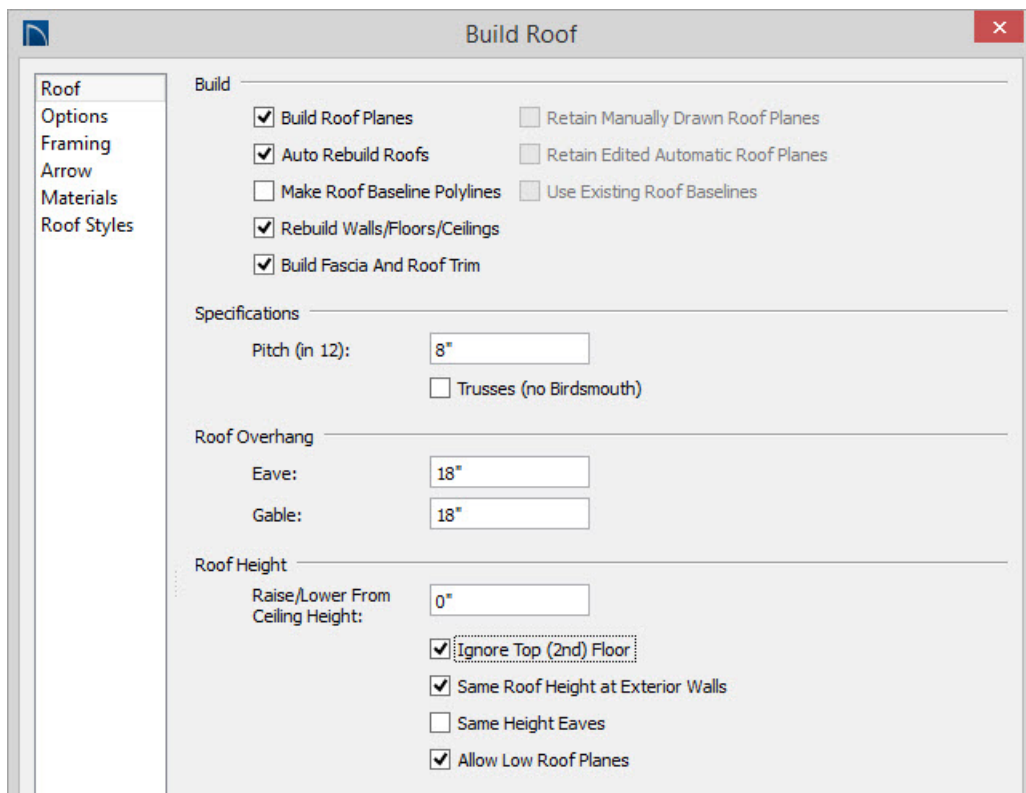 Build Roof
Roof
Options
Framing
Arrow
Materials
Roof Styles
Build
Build Roof Planes
Retain Manually Drawn Roof Planes
Auto Rebuild Roofs
Retain Edited Automatic Roof Planes
Make Roof Baseline Polylines
Use Existing Roof Baselines
Rebuild Walls/Floors/Ceilings
Build Fascia And Roof Trim
Specifications
Pitch (in 12):
8"
Trusses (no Birdsmouth)
Roof Overhang
Eave:
18"
Gable:
18"
Roof Height
Raise/Lower From
Ceiling Height:
0"
Ignore Top (2nd) Floor
Same Roof Height at Exterior Walls
Same Height Eaves
Allow Low Roof Planes